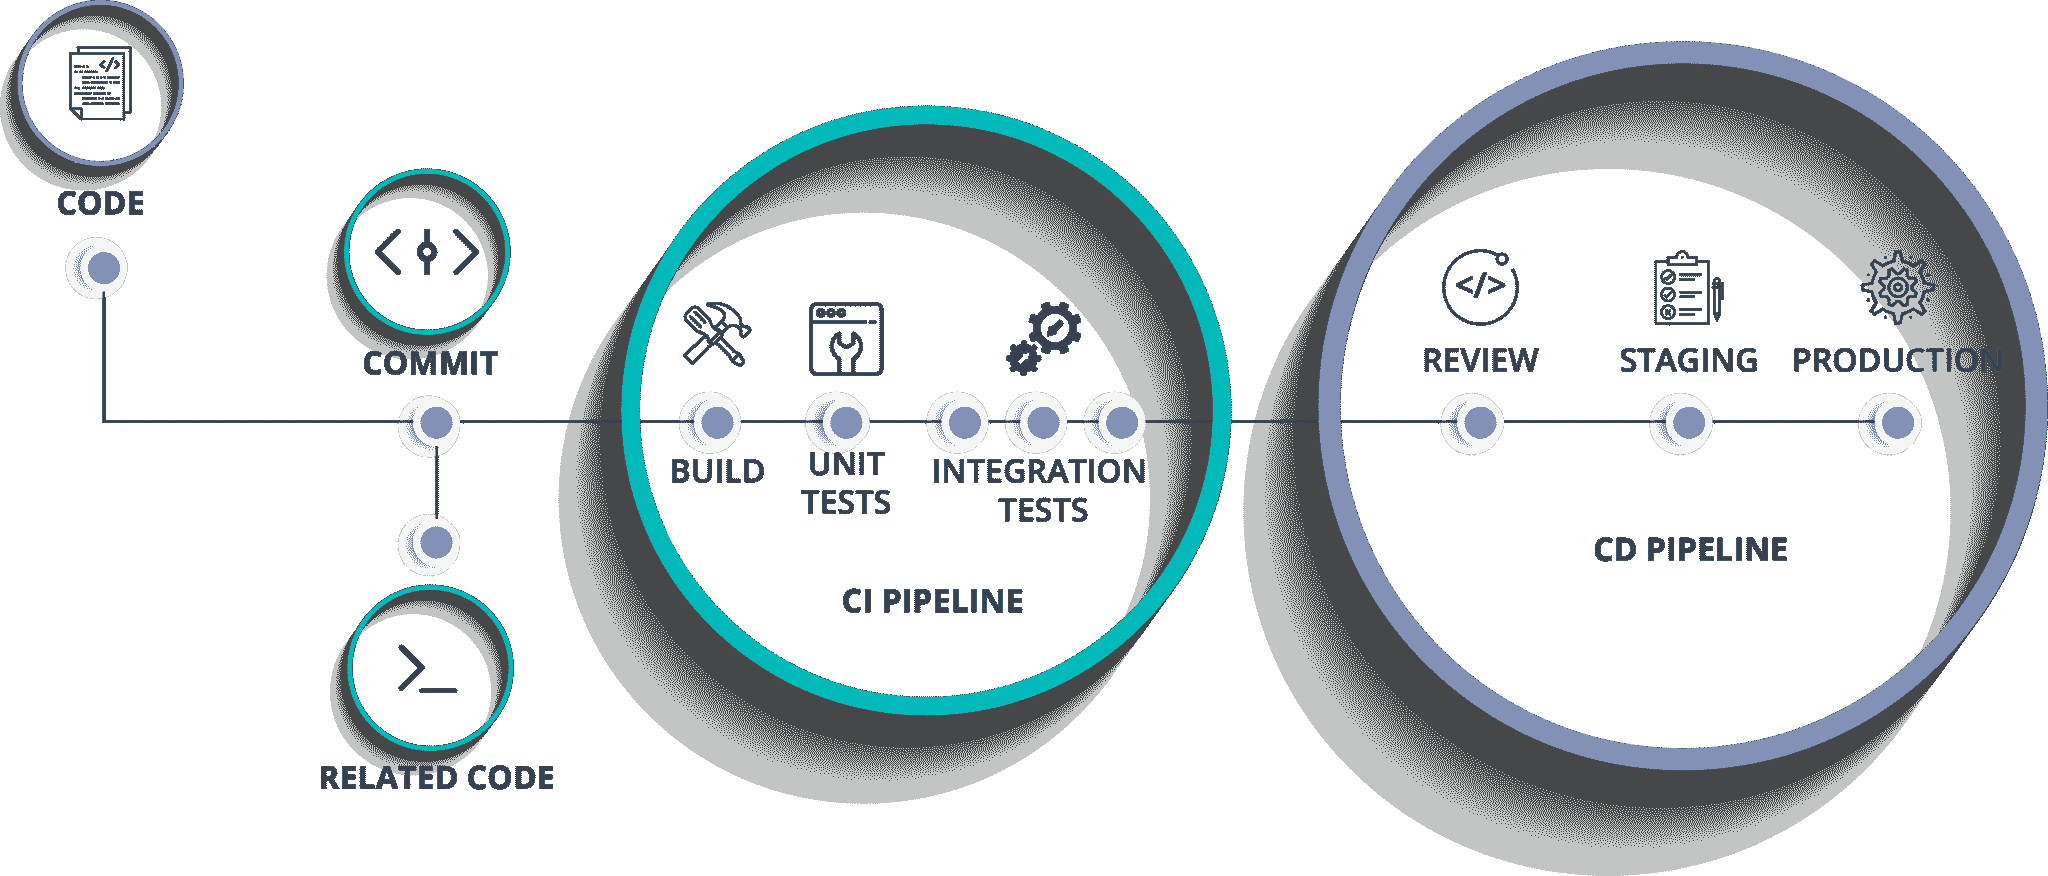 CODE
COMMIT
RELATED CODE
BUILD
UNIT
TESTS
INTEGRATION
TESTS
CI PIPELINE
REVIEW
STAGING
PRODUCTION
CD PIPELINE